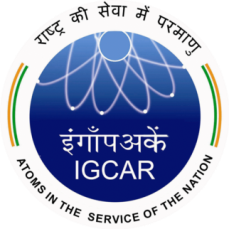 राष्ट्र की सेवा में परमाणु
इंगाँपअकें
IGCAR
ATOMS IN THE SERVICE OF THE NATION